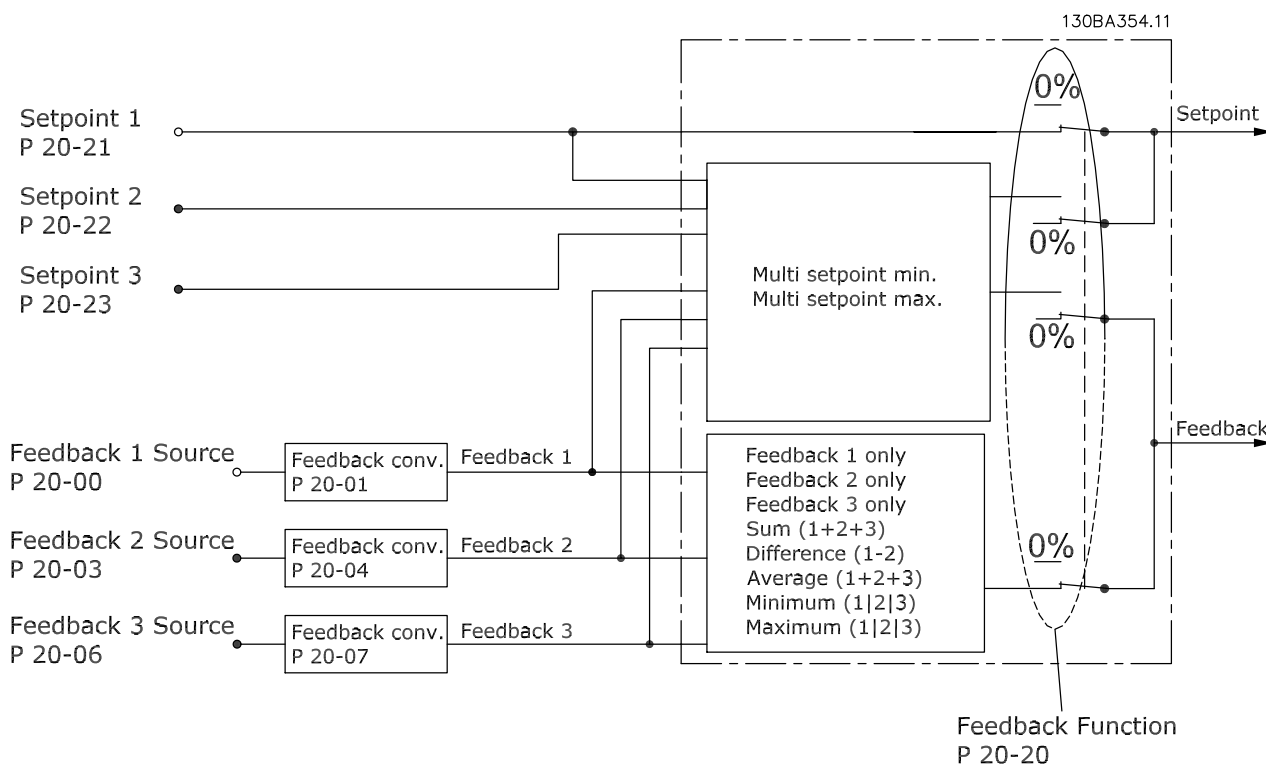 130BA354.11
0%
Setpoint 1
P 20-21
Setpoint
Setpoint 2
P 20-22
0%
Setpoint 3
P 20-23
Multi setpoint min.
Multi setpoint max.
0%
Feedback
Feedback 1 Source
P 20-00
Feedback conv.
P 20-01
Feedback 1
Feedback 2 Source
P 20-03
Feedback conv.
P 20-04
Feedback 2
Feedback 3 Source
P 20-06
Feedback conv.
P 20-07
Feedback 3
Feedback 1 only
Feedback 2 only
Feedback 3 only
Sum (1+2+3)
Difference (1-2)
Average (1+2+3)
Minimum (1|2|3)
Maximum (1|2|3)
0%
Feedback Function
P 20-20